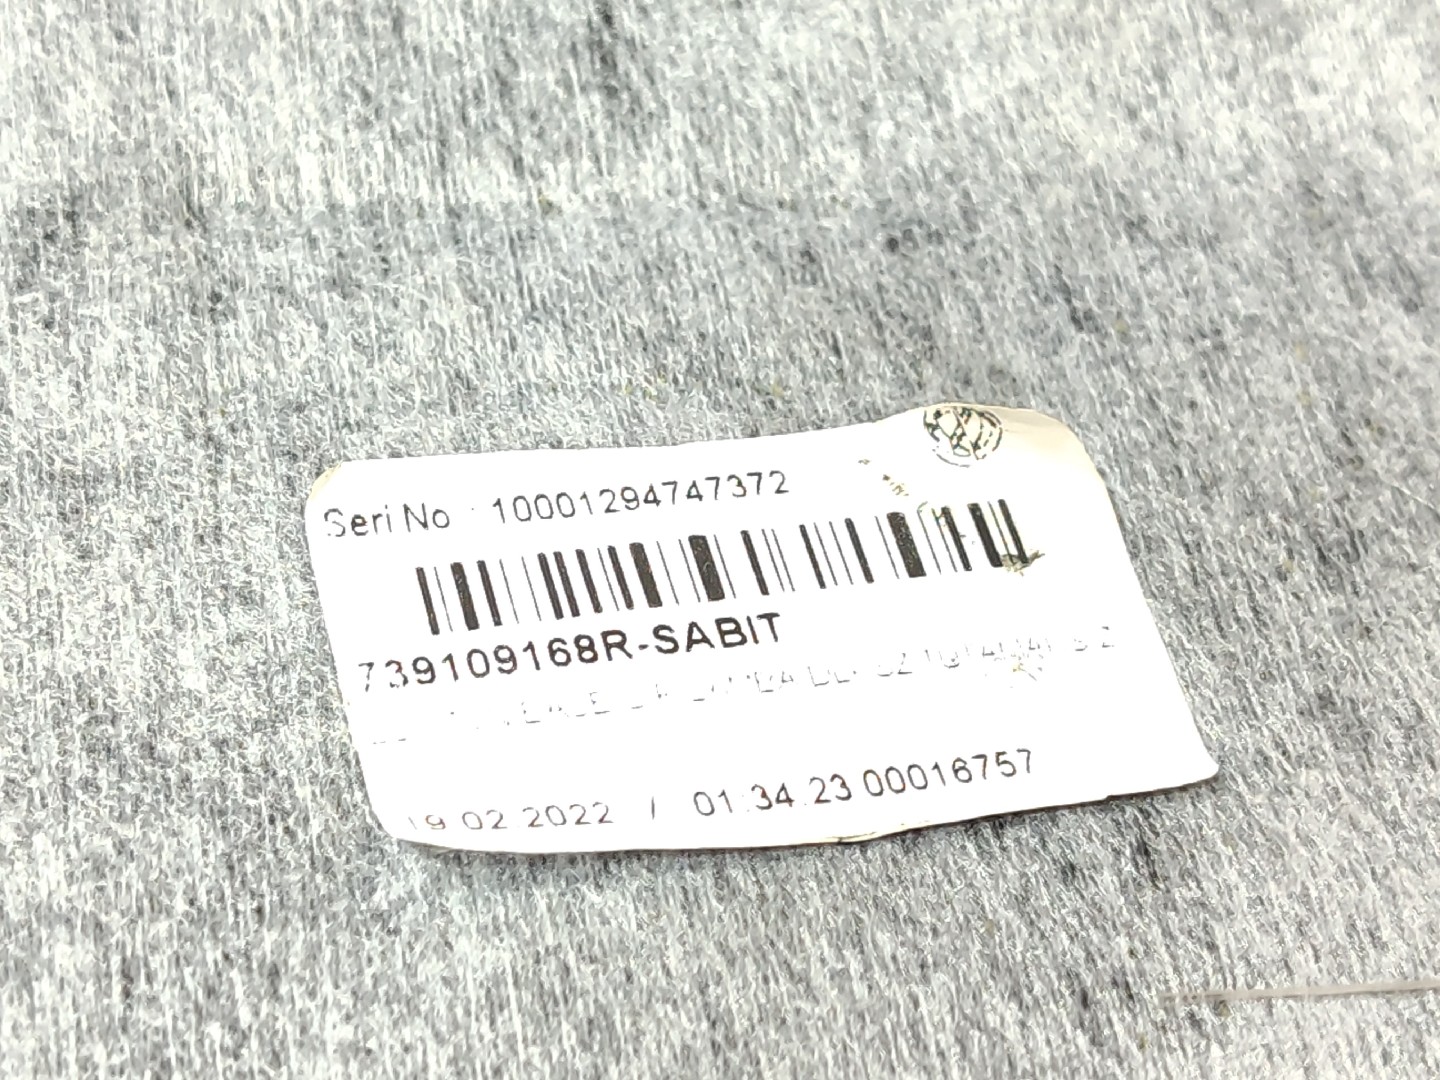 Seri No : 10001294747372
739109168R-SABIT
19.02.2022 / 01.34.23 00016757